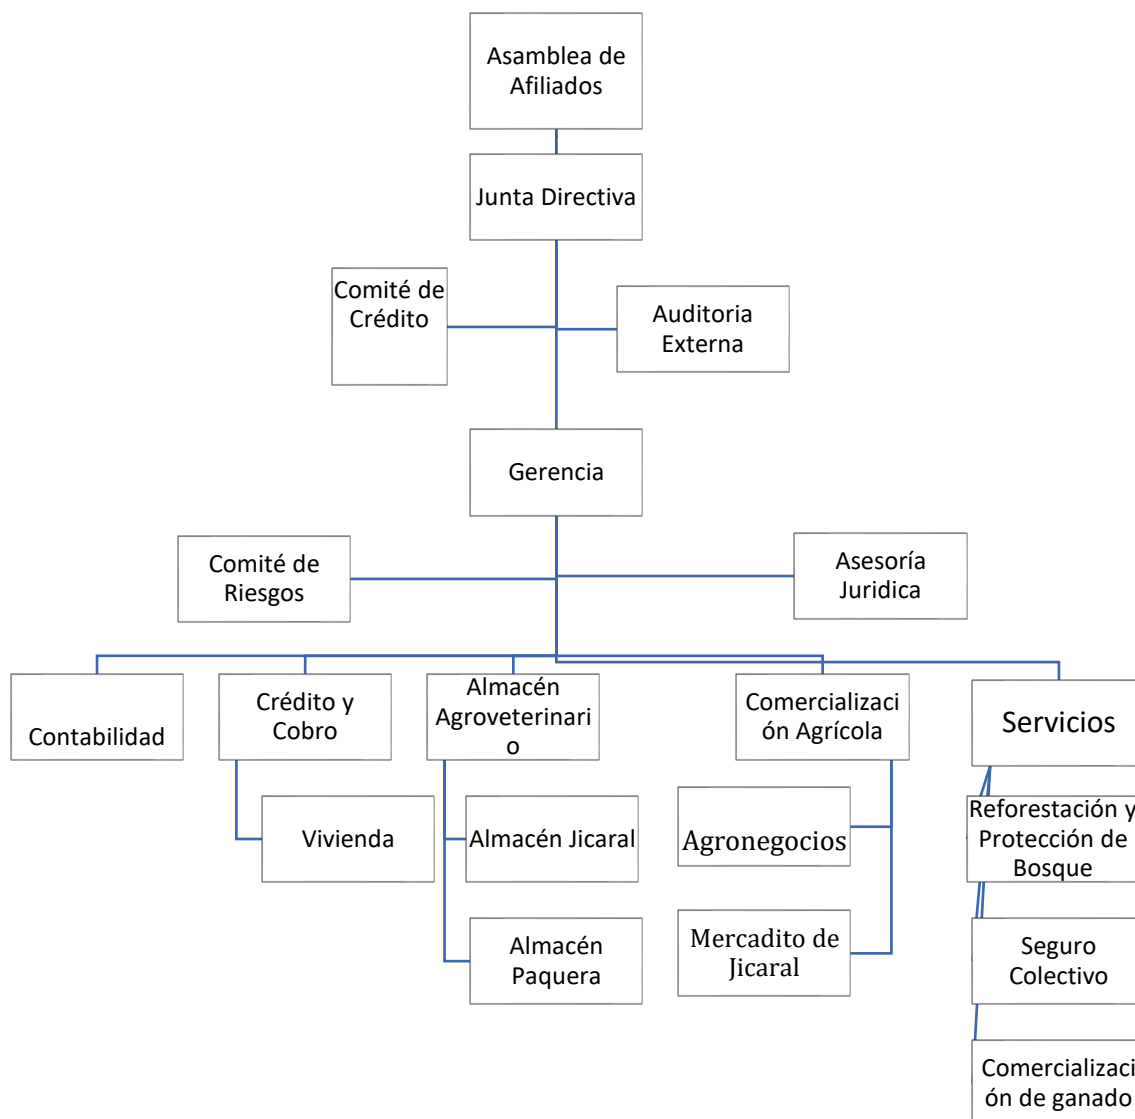 Asamblea de
Afiliados
Junta Directiva
Comité de
Crédito
Auditoria
Externa
Gerencia
Comité de
Riesgos
Asesoría
Juridica
Contabilidad
Crédito y
Cobro
Almacén
Agroveterinari
o
Comercializaci
ón Agrícola
Servicios
Vivienda
Almacén Jicaral
Agronegocios
Reforestación y
Protección de
Bosque
Almacén
Paquera
Mercadito de
Jicaral
Seguro
Colectivo
Comercializaci
ón de ganado